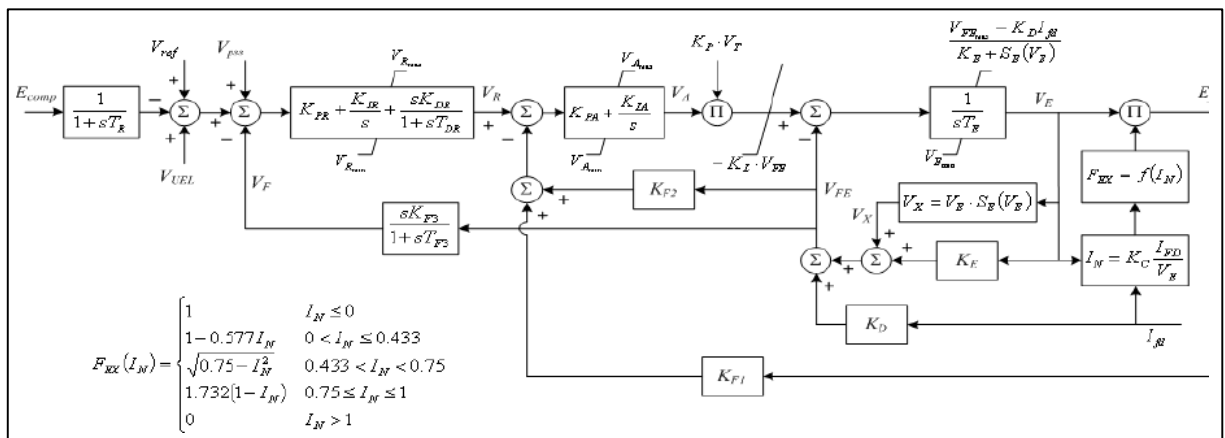 V_ref
V_pss
E_comp
1
1+sT_R
−
+
+
Σ
+
+
Σ
−
V_UEL
V_F
V_Rmax
K_PR + K_IR/s + sK_DR/(1+sT_DR)
V_Rmin
V_R
+
Σ
−
V_Amax
K_PA + K_IA/s
V_Amin
V_A
K_P · V_T
Π
−K_L · V_FE
+
Σ
−
(V_FEmax − K_D I_fd)/(K_E + S_E(V_E))
1
sT_E
V_Emin
V_E
Π
E
F_EX = f(I_N)
Σ
+
+
K_F2
V_FE
V_X = V_E · S_E(V_E)
V_X
+
sK_F3
1+sT_F3
Σ
+
+
Σ
+
K_E
I_N = K_C I_FD/V_E
K_D
I_fd
K_F1
F_EX(I_N) =
1 I_N ≤ 0
1−0.577I_N 0 < I_N ≤ 0.433
√(0.75−I_N^2) 0.433 < I_N < 0.75
1.732(1−I_N) 0.75 ≤ I_N ≤ 1
0 I_N > 1